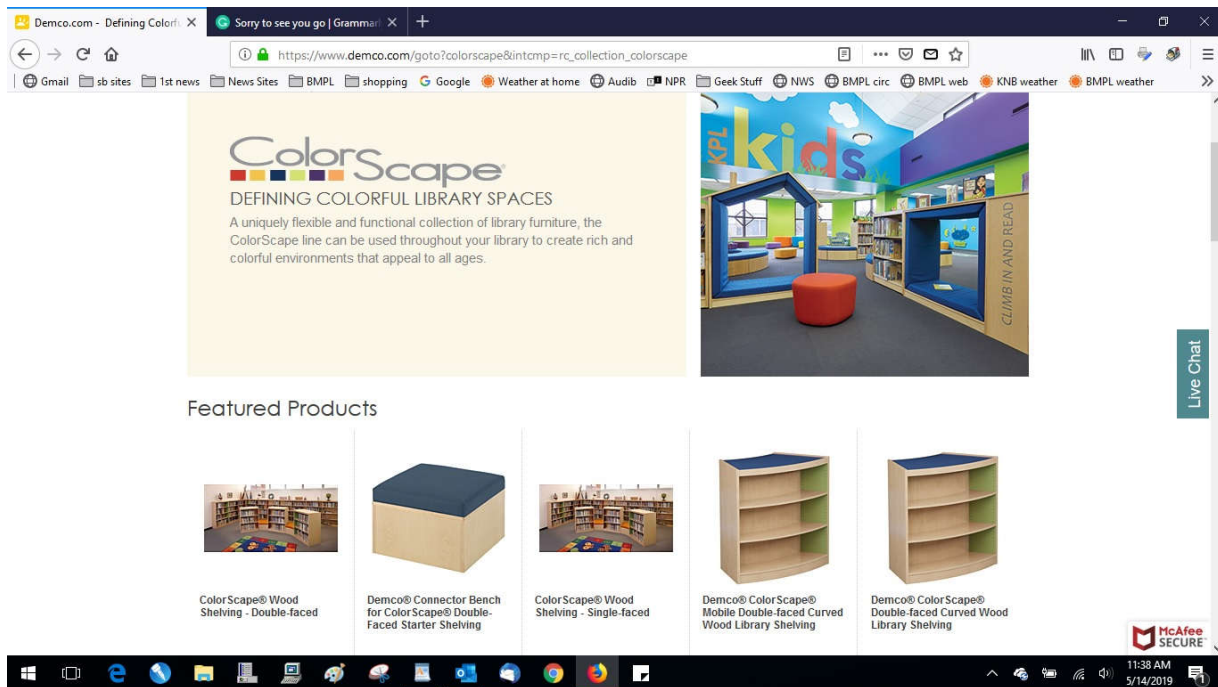 Demco.com - Defining Colorfu
Sorry to see you go | Grammarl
https://www.demco.com/goto?colorscape&intcmp=rc_collection_colorscape
Gmail sb sites 1st news News Sites BMPL shopping Google Weather at home Audib NPR Geek Stuff NWS BMPL circ BMPL web KNB weather BMPL weather
ColorScape®
DEFINING COLORFUL LIBRARY SPACES
A uniquely flexible and functional collection of library furniture, the
ColorScape line can be used throughout your library to create rich and
colorful environments that appeal to all ages.
KPL
kids
CLIMB IN AND READ
Live Chat
Featured Products
ColorScape® Wood
Shelving - Double-faced
Demco® Connector Bench
for ColorScape® Double-
Faced Starter Shelving
ColorScape® Wood
Shelving - Single-faced
Demco® ColorScape®
Mobile Double-faced Curved
Wood Library Shelving
Demco® ColorScape®
Double-faced Curved Wood
Library Shelving
McAfee
SECURE
11:38 AM
5/14/2019
1